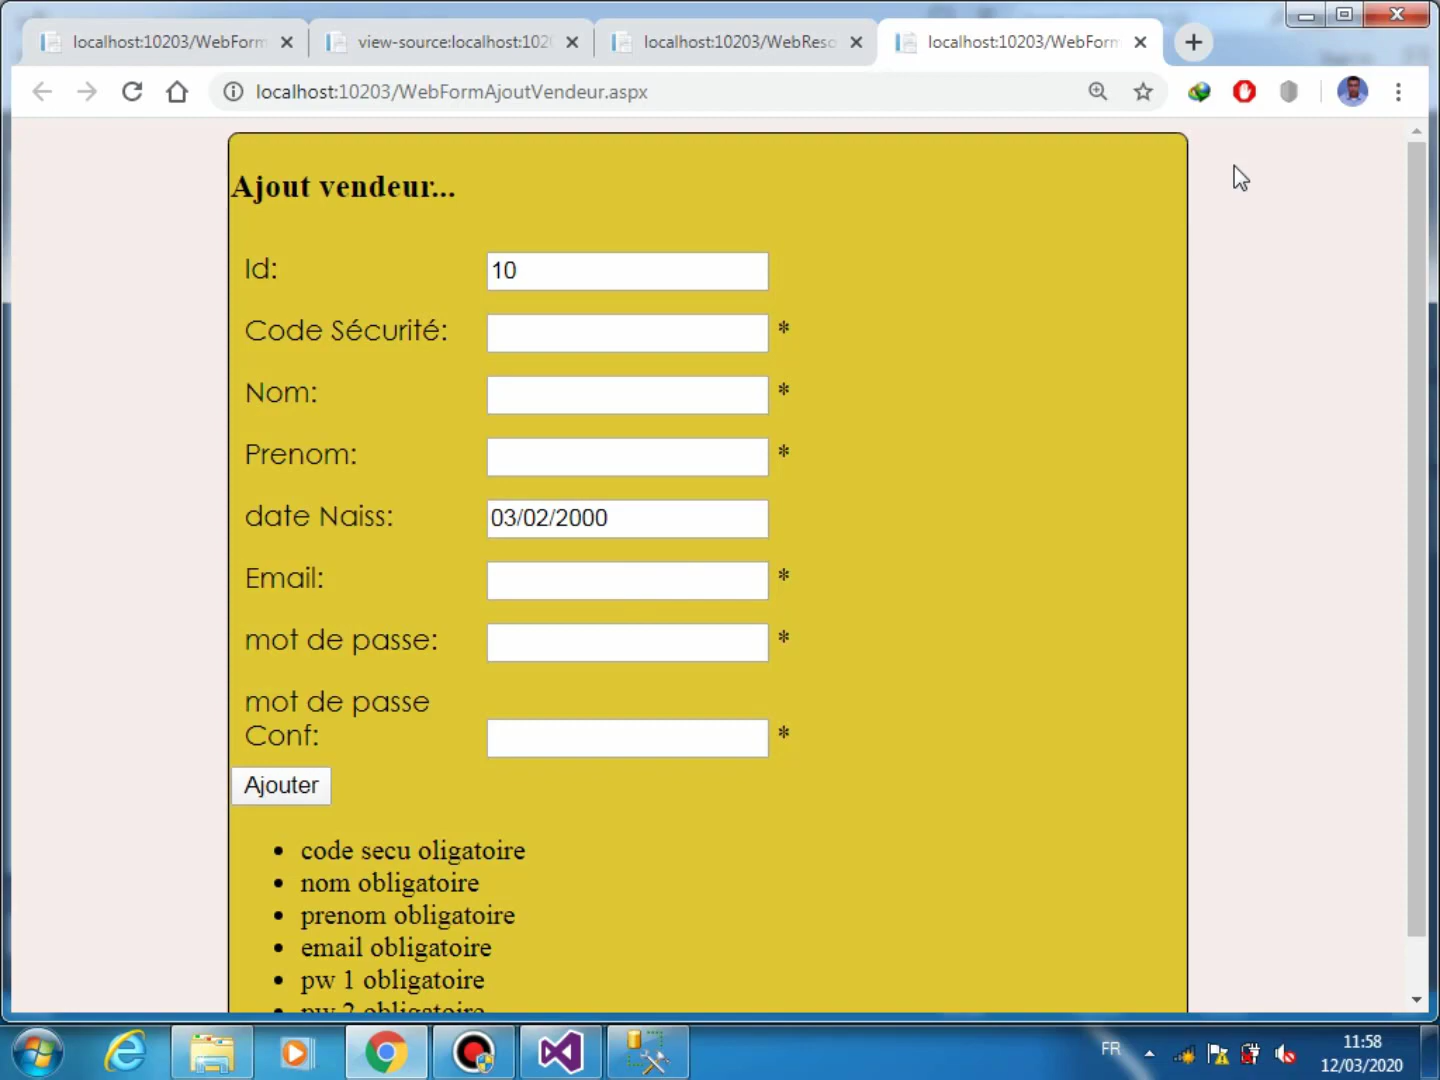 localhost:10203/WebForm
view-source:localhost:102
localhost:10203/WebReso
localhost:10203/WebForm
localhost:10203/WebFormAjoutVendeur.aspx
Ajout vendeur...
Id: 10
Code Sécurité: *
Nom: *
Prenom: *
date Naiss: 03/02/2000
Email: *
mot de passe: *
mot de passe
Conf: *
Ajouter
• code secu oligatoire
• nom obligatoire
• prenom obligatoire
• email obligatoire
• pw 1 obligatoire
• pw 2 obligatoire
FR
11:58
12/03/2020